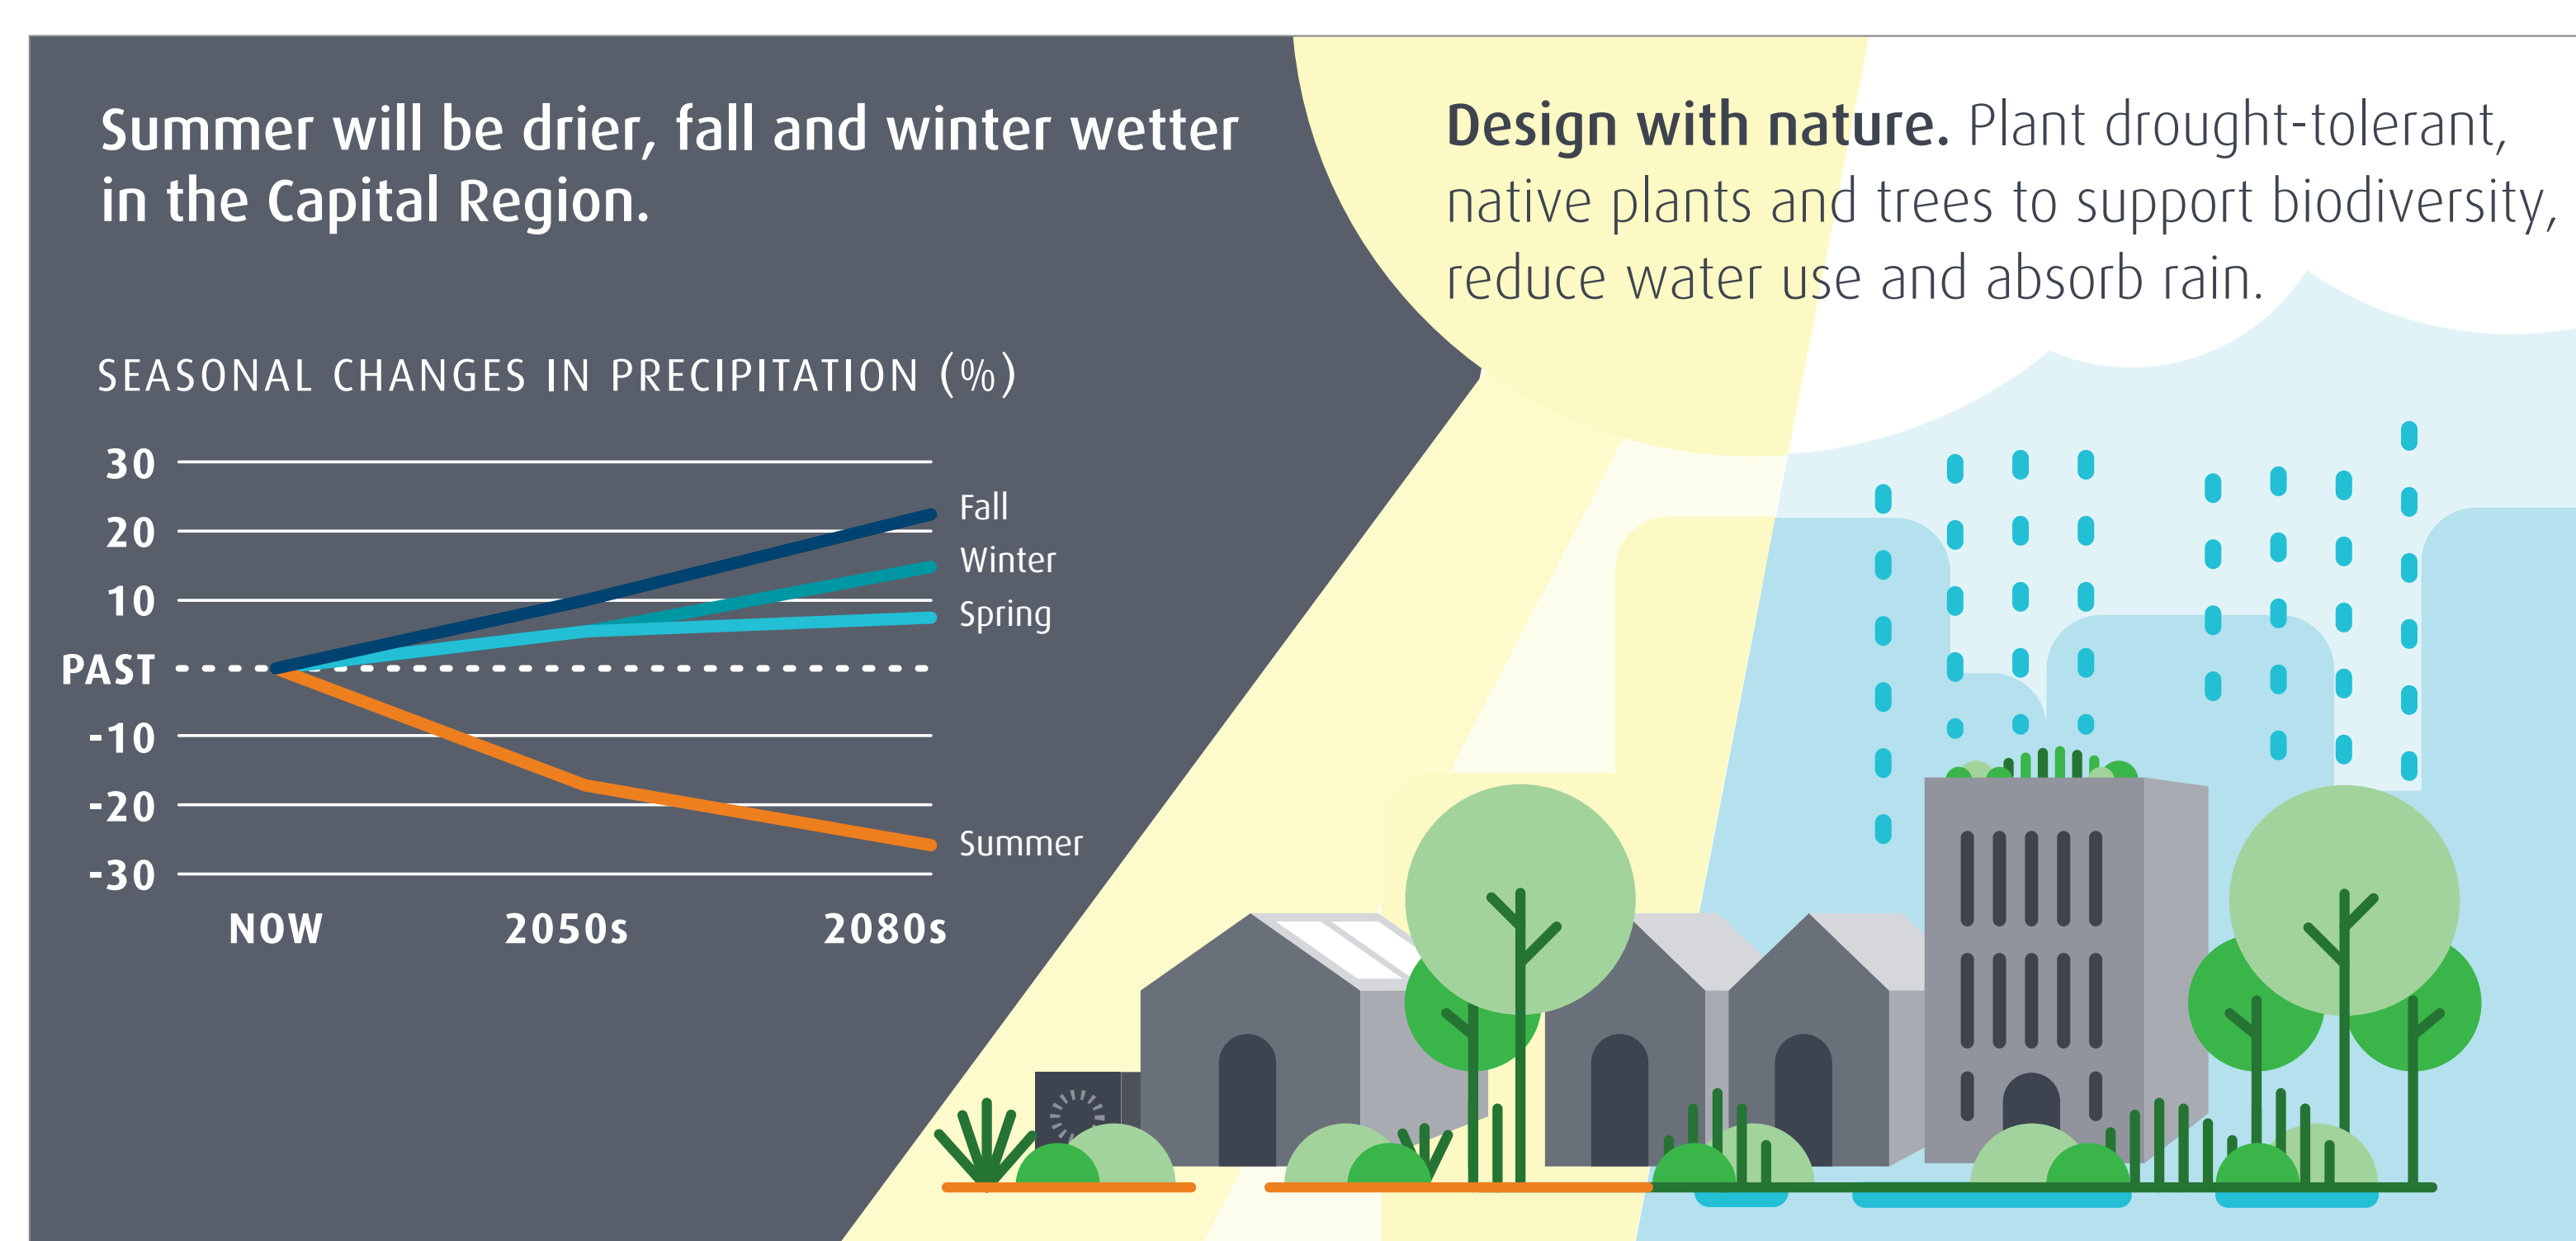 Summer will be drier, fall and winter wetter
in the Capital Region.
Design with nature. Plant drought-tolerant,
native plants and trees to support biodiversity,
reduce water use and absorb rain.
SEASONAL CHANGES IN PRECIPITATION (%)
30
20
10
PAST
-10
-20
-30
Fall
Winter
Spring
Summer
NOW 2050s 2080s